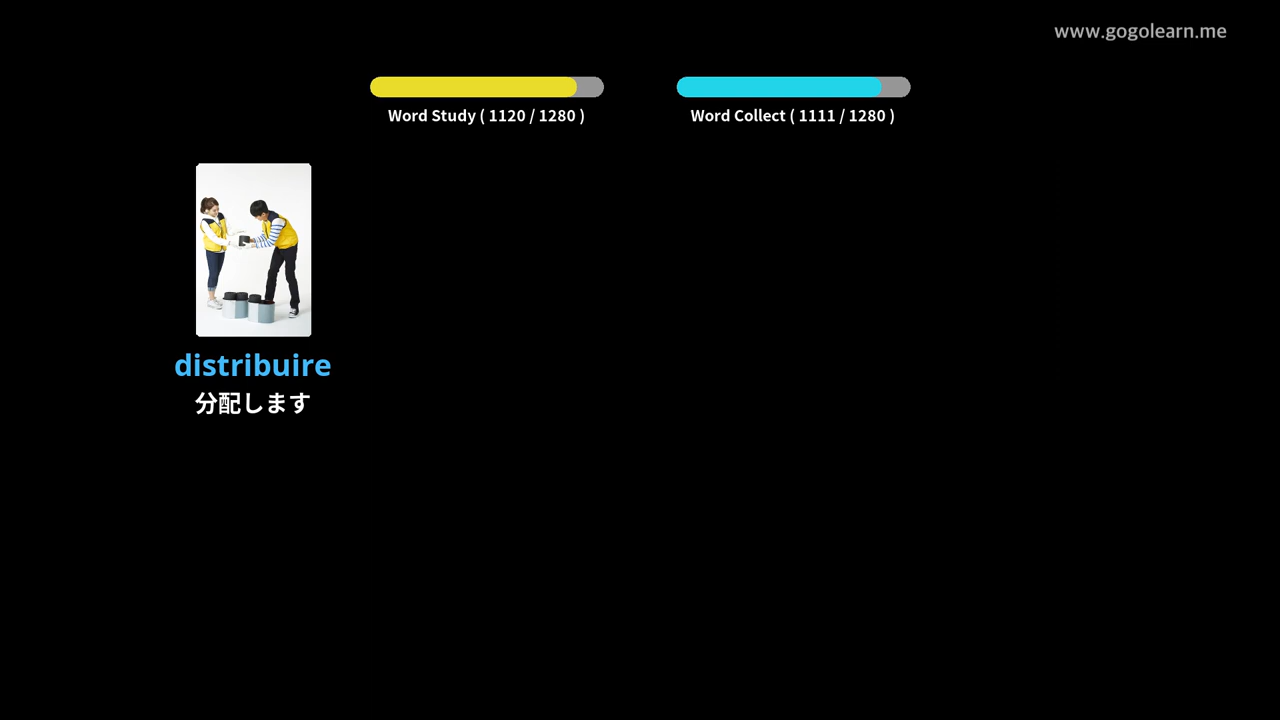 www.gogolearn.me
Word Study ( 1120 / 1280 )
Word Collect ( 1111 / 1280 )
distribuire
分配します